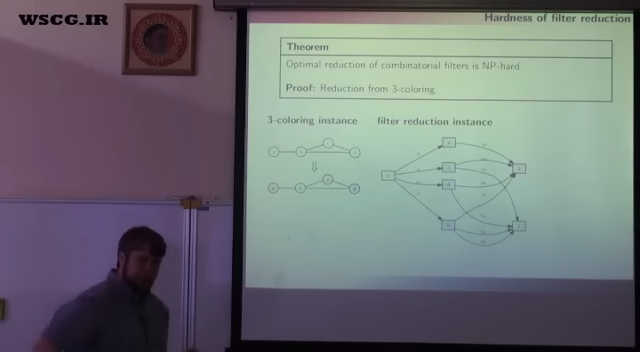 WSCG.IR
Hardness of filter reduction
Theorem
Optimal reduction of combinatorial filters is NP-hard.
Proof: Reduction from 3-coloring
3-coloring instance
filter reduction instance